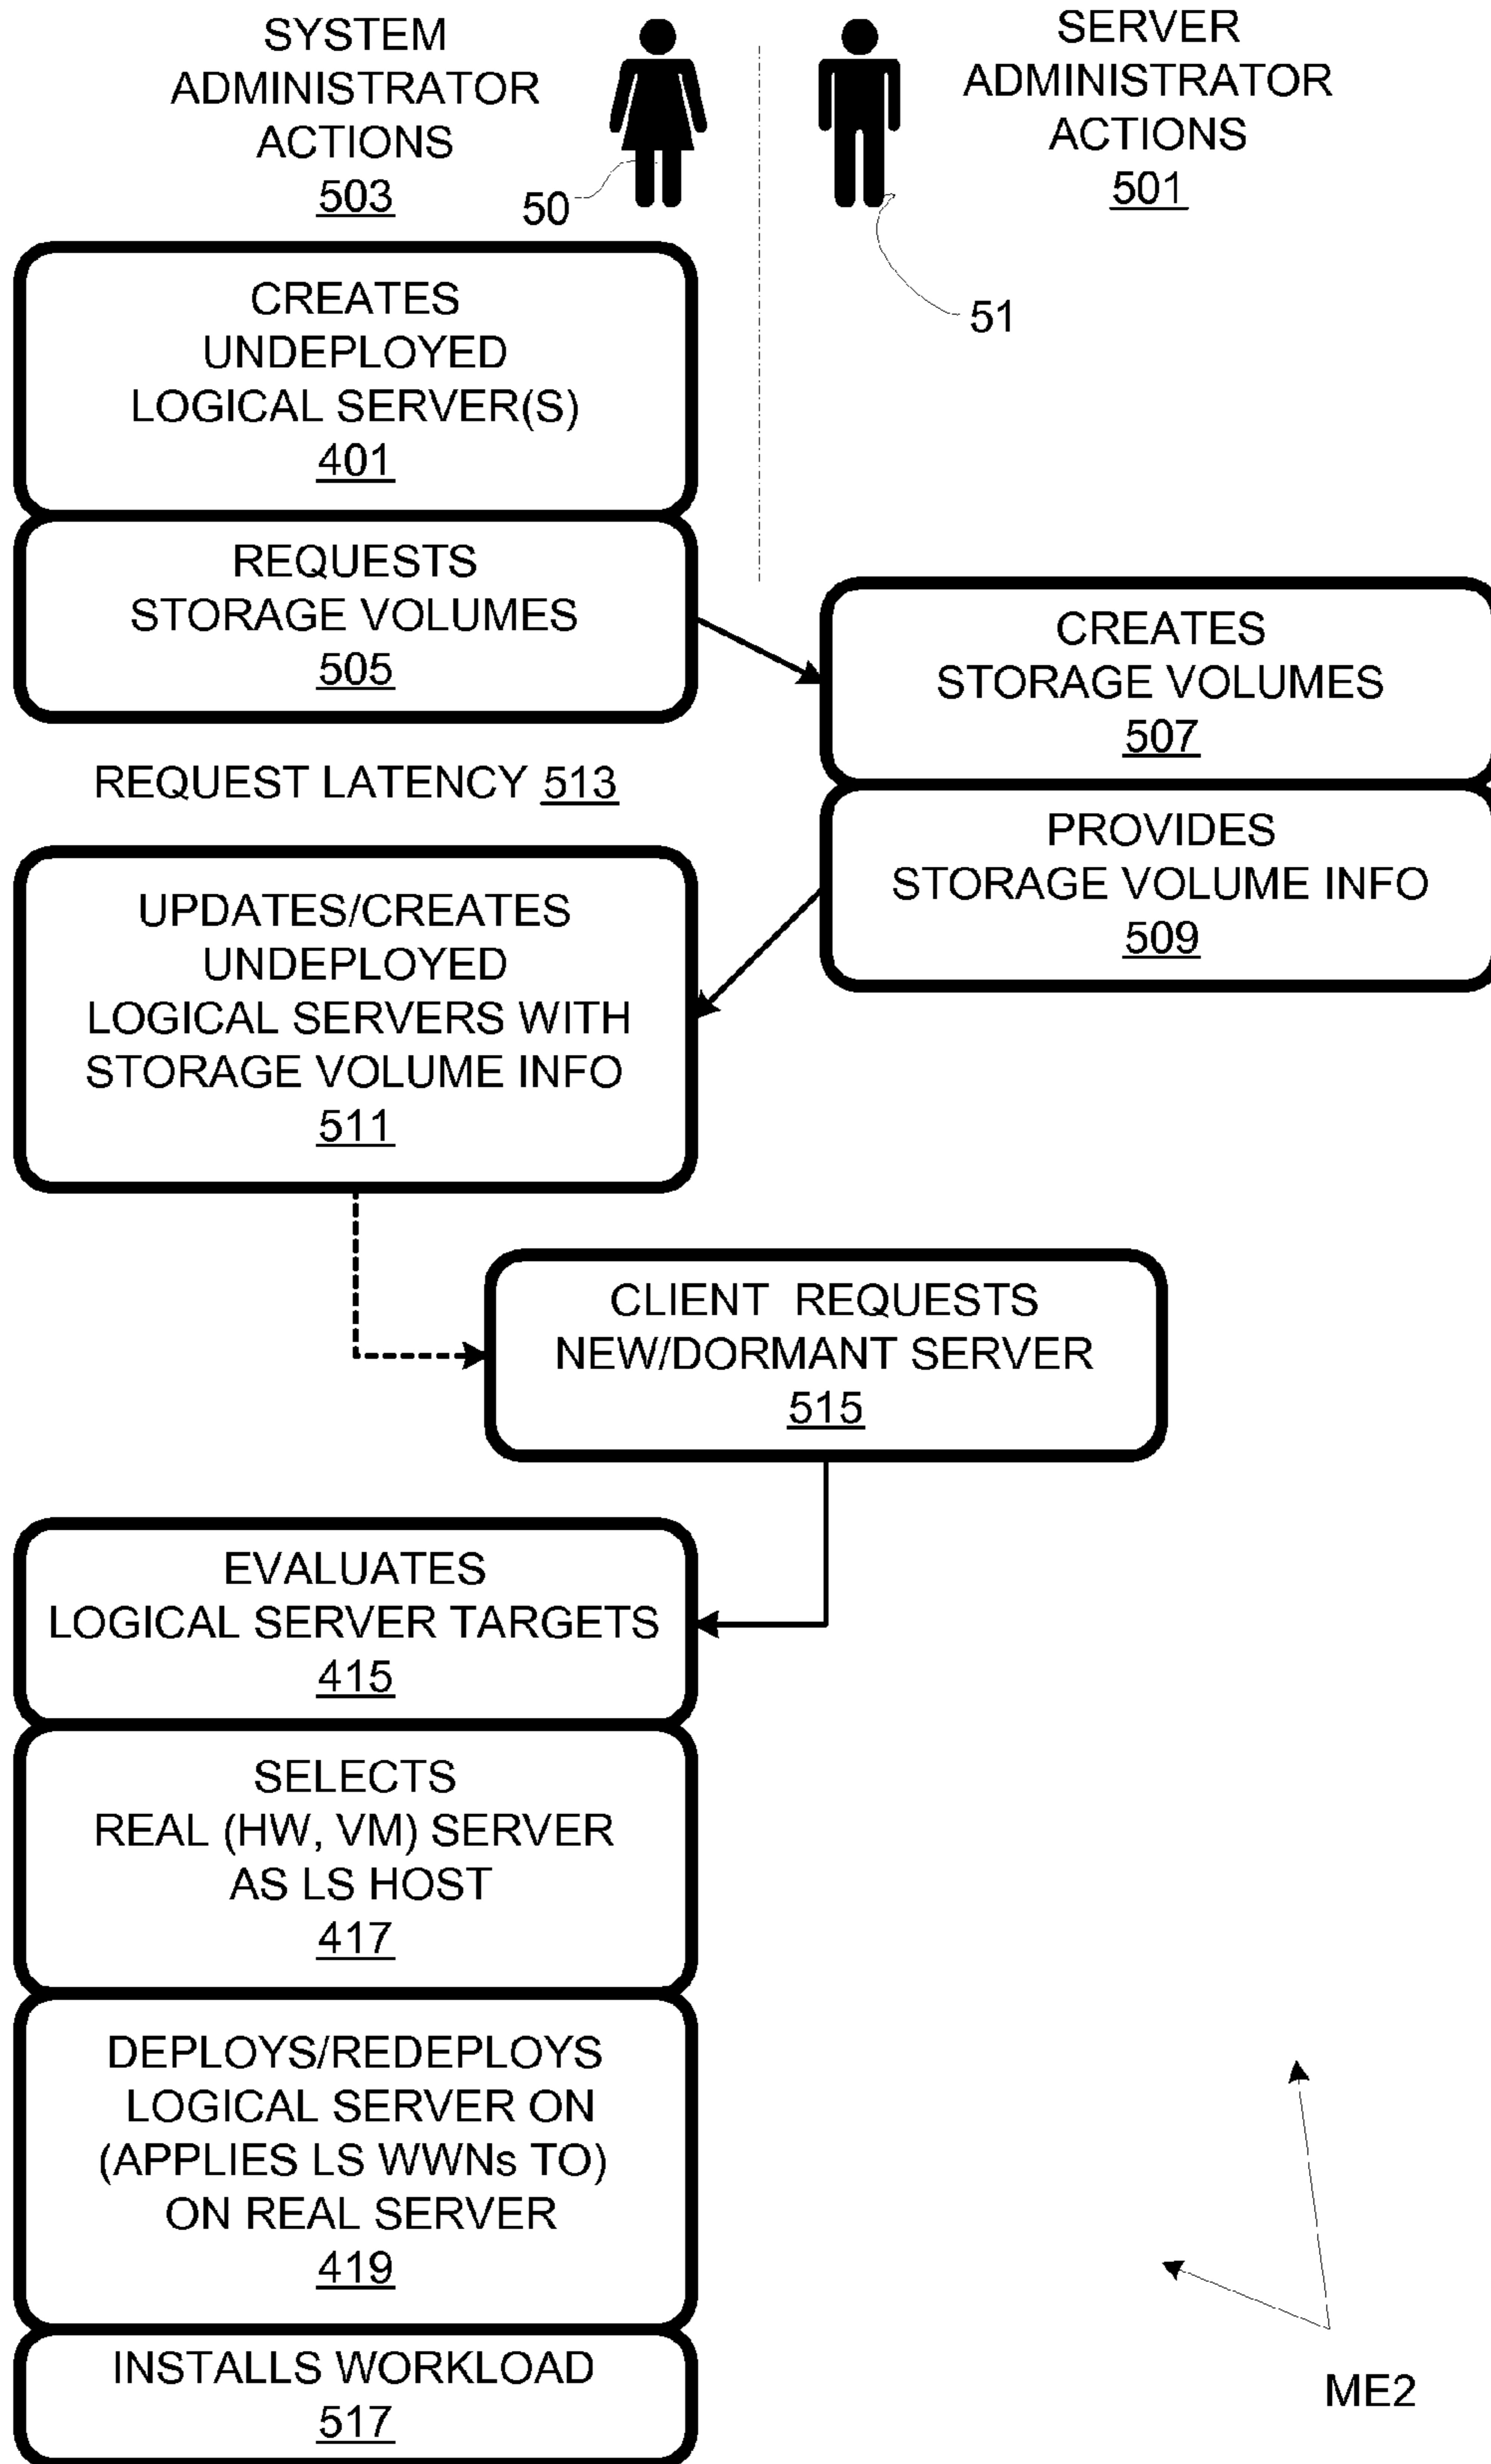 SYSTEM
ADMINISTRATOR
ACTIONS
503
50
SERVER
ADMINISTRATOR
ACTIONS
501
51
CREATES
UNDEPLOYED
LOGICAL SERVER(S)
401
REQUESTS
STORAGE VOLUMES
505
CREATES
STORAGE VOLUMES
507
REQUEST LATENCY 513
PROVIDES
STORAGE VOLUME INFO
509
UPDATES/CREATES
UNDEPLOYED
LOGICAL SERVERS WITH
STORAGE VOLUME INFO
511
CLIENT REQUESTS
NEW/DORMANT SERVER
515
EVALUATES
LOGICAL SERVER TARGETS
415
SELECTS
REAL (HW, VM) SERVER
AS LS HOST
417
DEPLOYS/REDEPLOYS
LOGICAL SERVER ON
(APPLIES LS WWNs TO)
ON REAL SERVER
419
INSTALLS WORKLOAD
517
ME2